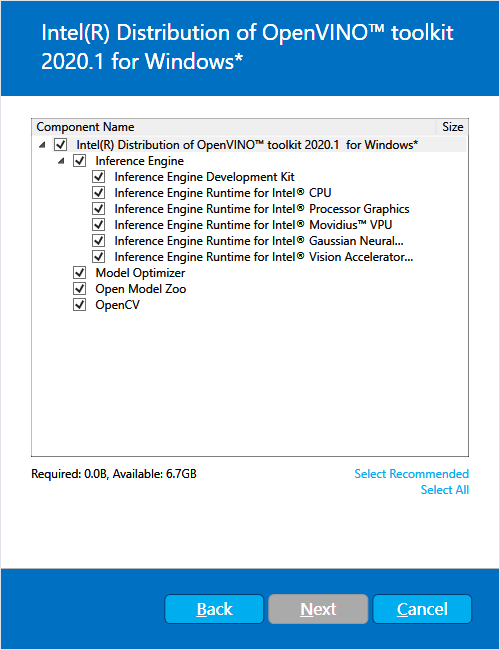 Intel(R) Distribution of OpenVINO™ toolkit
2020.1 for Windows*
Component Name Size
Intel(R) Distribution of OpenVINO™ toolkit 2020.1 for Windows*
Inference Engine
Inference Engine Development Kit
Inference Engine Runtime for Intel® CPU
Inference Engine Runtime for Intel® Processor Graphics
Inference Engine Runtime for Intel® Movidius™ VPU
Inference Engine Runtime for Intel® Gaussian Neural...
Inference Engine Runtime for Intel® Vision Accelerator...
Model Optimizer
Open Model Zoo
OpenCV
Required: 0.0B, Available: 6.7GB Select Recommended
Select All
Back Next Cancel